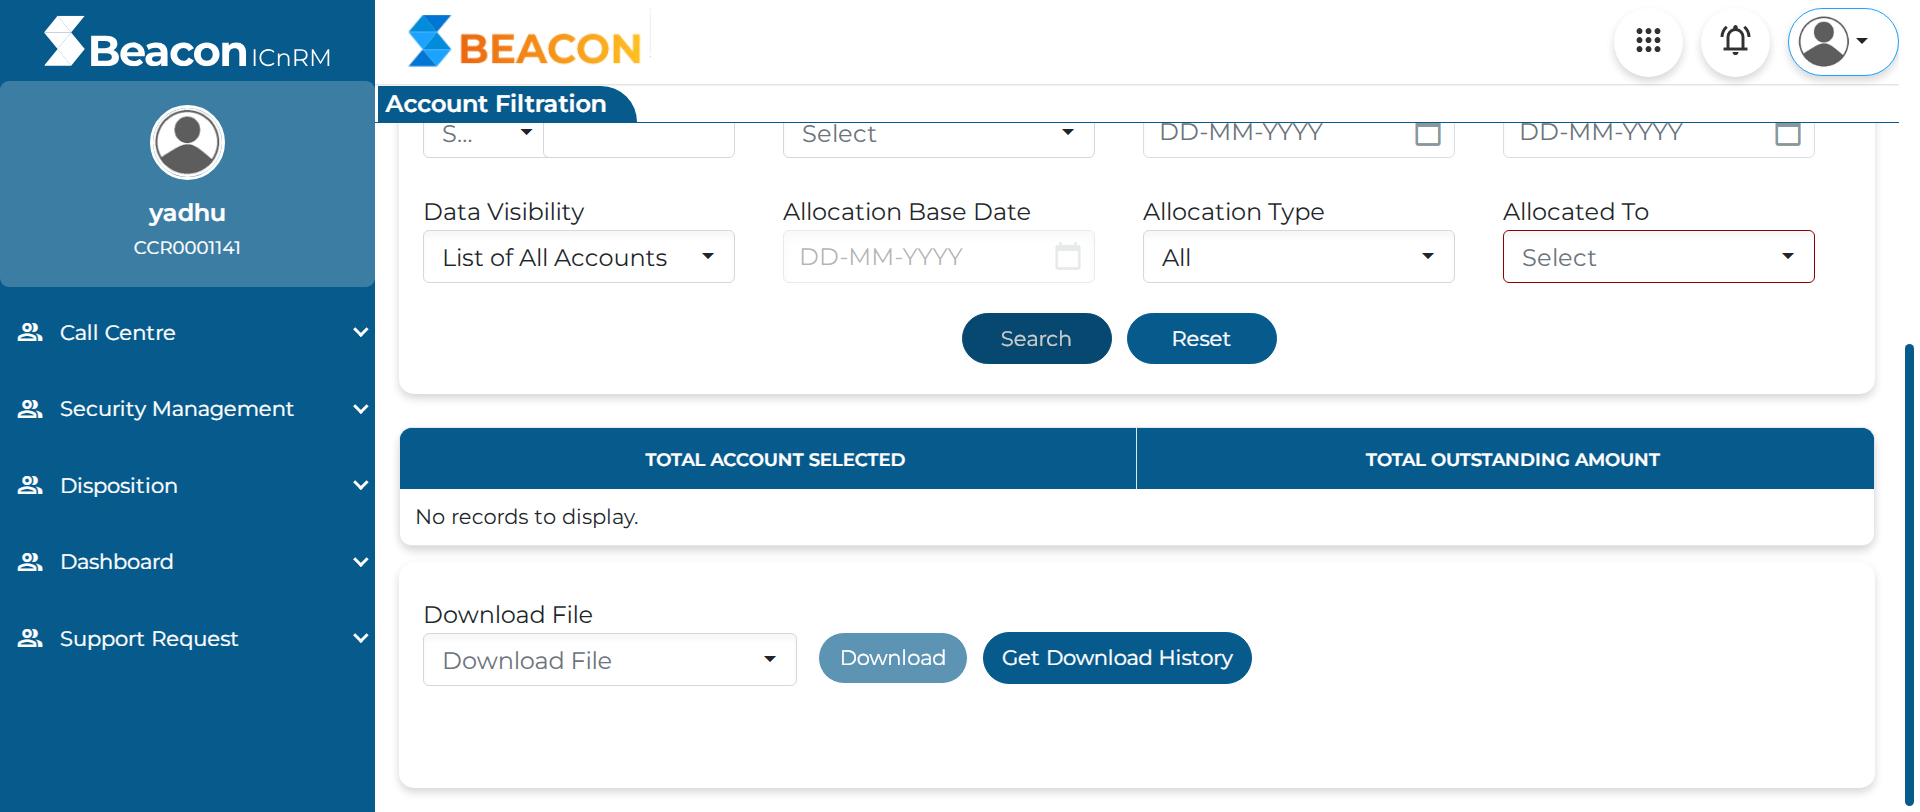 Beacon ICnRM
BEACON
yadhu
CCR0001141
Call Centre
Security Management
Disposition
Dashboard
Support Request
Account Filtration
S...
Select
DD-MM-YYYY
DD-MM-YYYY
Data Visibility
Allocation Base Date
Allocation Type
Allocated To
List of All Accounts
DD-MM-YYYY
All
Select
Search
Reset
TOTAL ACCOUNT SELECTED
TOTAL OUTSTANDING AMOUNT
No records to display.
Download File
Download File
Download
Get Download History